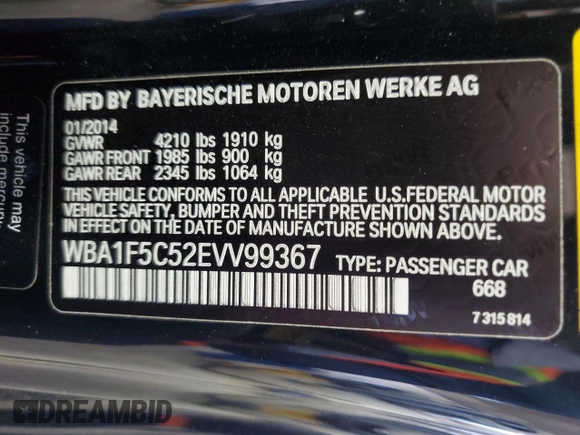 MFD BY BAYERISCHE MOTOREN WERKE AG
01/2014
GVWR 4210 lbs 1910 kg
GAWR FRONT 1985 lbs 900 kg
GAWR REAR 2345 lbs 1064 kg
THIS VEHICLE CONFORMS TO ALL APPLICABLE U.S.FEDERAL MOTOR
VEHICLE SAFETY, BUMPER AND THEFT PREVENTION STANDARDS
IN EFFECT ON THE DATE OF MANUFACTURE SHOWN ABOVE.
WBA1F5C52EVV99367 TYPE: PASSENGER CAR
668
7315814
This vehicle may
include mercury
DREAMBID